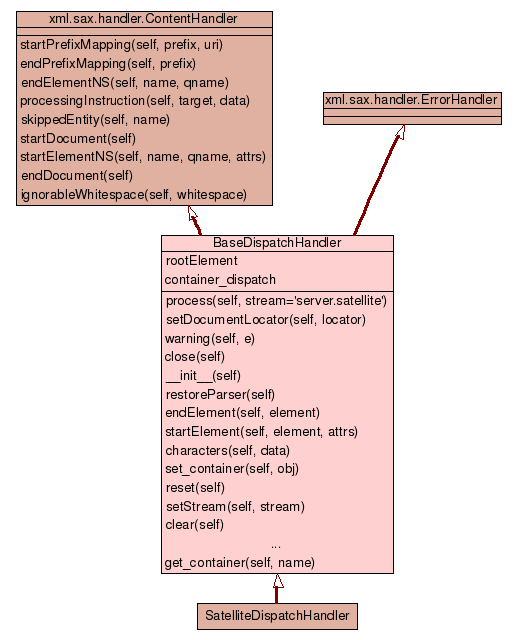 xml.sax.handler.ContentHandler
startPrefixMapping(self, prefix, uri)
endPrefixMapping(self, prefix)
endElementNS(self, name, qname)
processingInstruction(self, target, data)
skippedEntity(self, name)
startDocument(self)
startElementNS(self, name, qname, attrs)
endDocument(self)
ignorableWhitespace(self, whitespace)
xml.sax.handler.ErrorHandler
BaseDispatchHandler
rootElement
container_dispatch
process(self, stream='server.satellite')
setDocumentLocator(self, locator)
warning(self, e)
close(self)
__init__(self)
restoreParser(self)
endElement(self, element)
startElement(self, element, attrs)
characters(self, data)
set_container(self, obj)
reset(self)
setStream(self, stream)
clear(self)
...
get_container(self, name)
SatelliteDispatchHandler